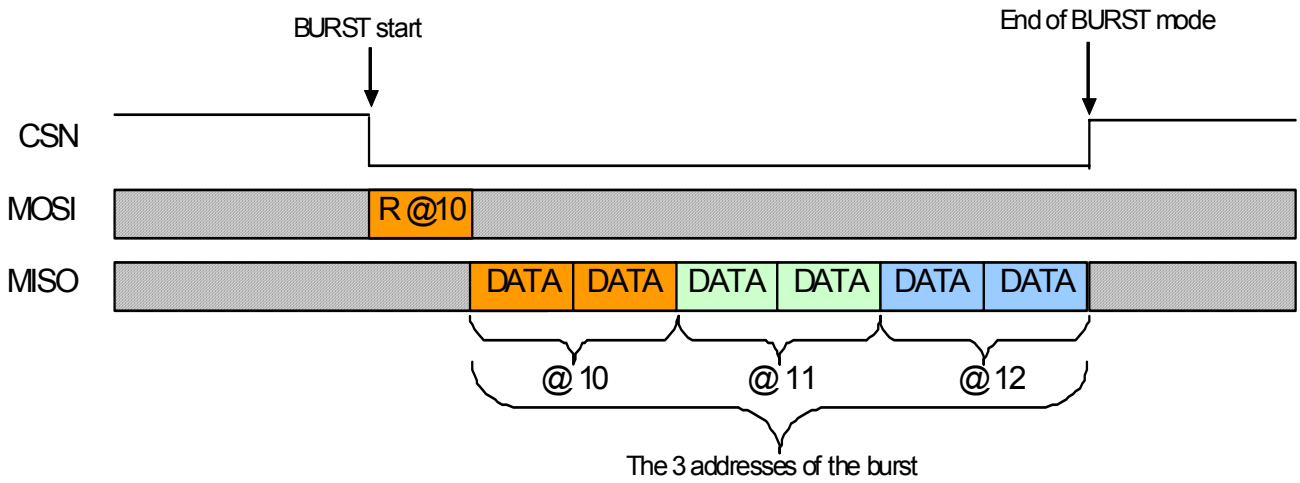 BURST start
End of BURST mode
CSN
MOSI
R @10
MISO
DATA DATA DATA DATA DATA DATA
@ 10 @ 11 @ 12
The 3 addresses of the burst